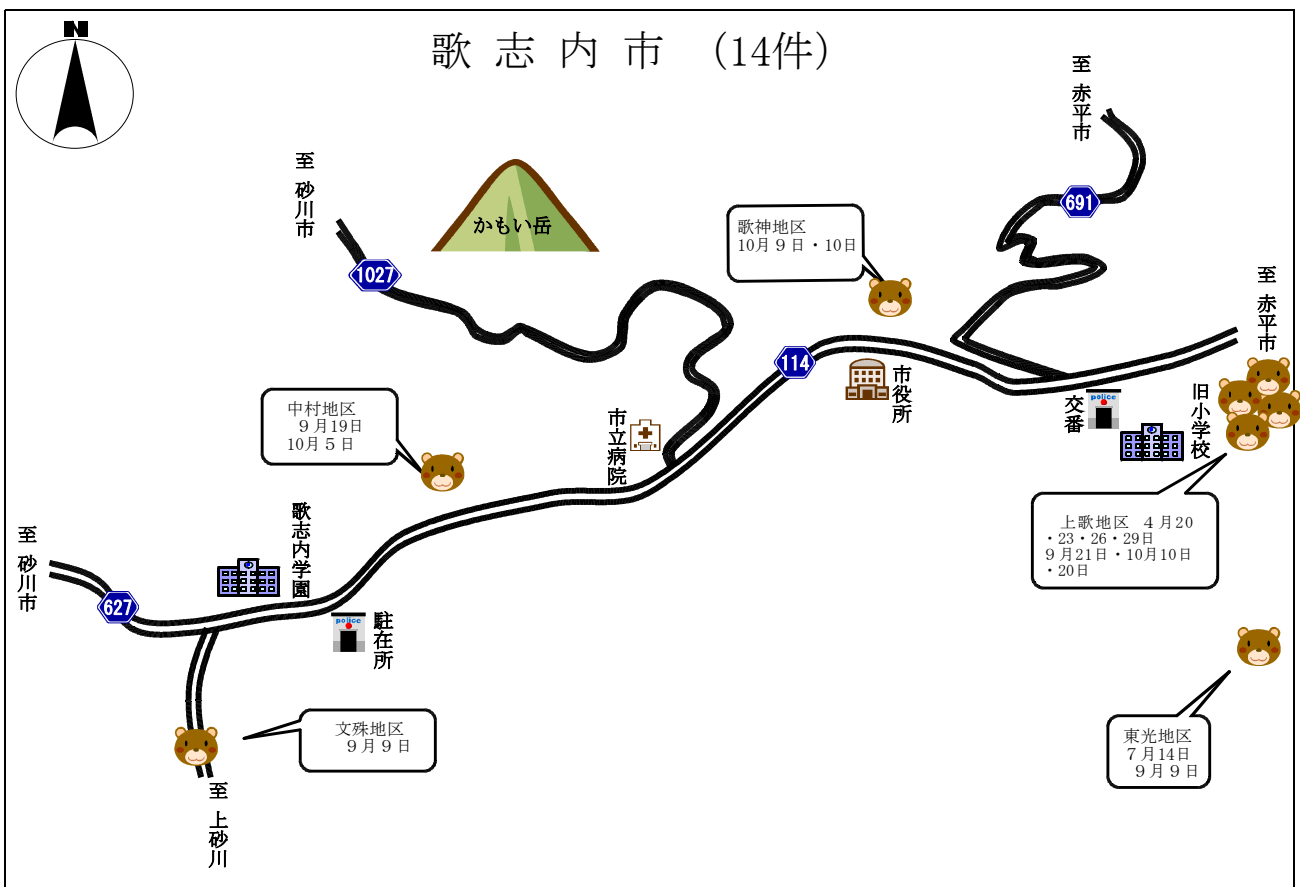 N
歌志内市 （14件）
至 赤平市
至 砂川市
かもい岳
691
歌神地区
10月９日・10日
1027
至 赤平市
114
市役所
交番
police
旧小学校
中村地区
９月19日
10月５日
市立病院
上歌地区 ４月20
・23・26・29日
９月21日・10月10日
・20日
歌志内学園
至 砂川市
627
police
駐在所
文殊地区
９月９日
東光地区
７月14日
９月９日
至 上砂川